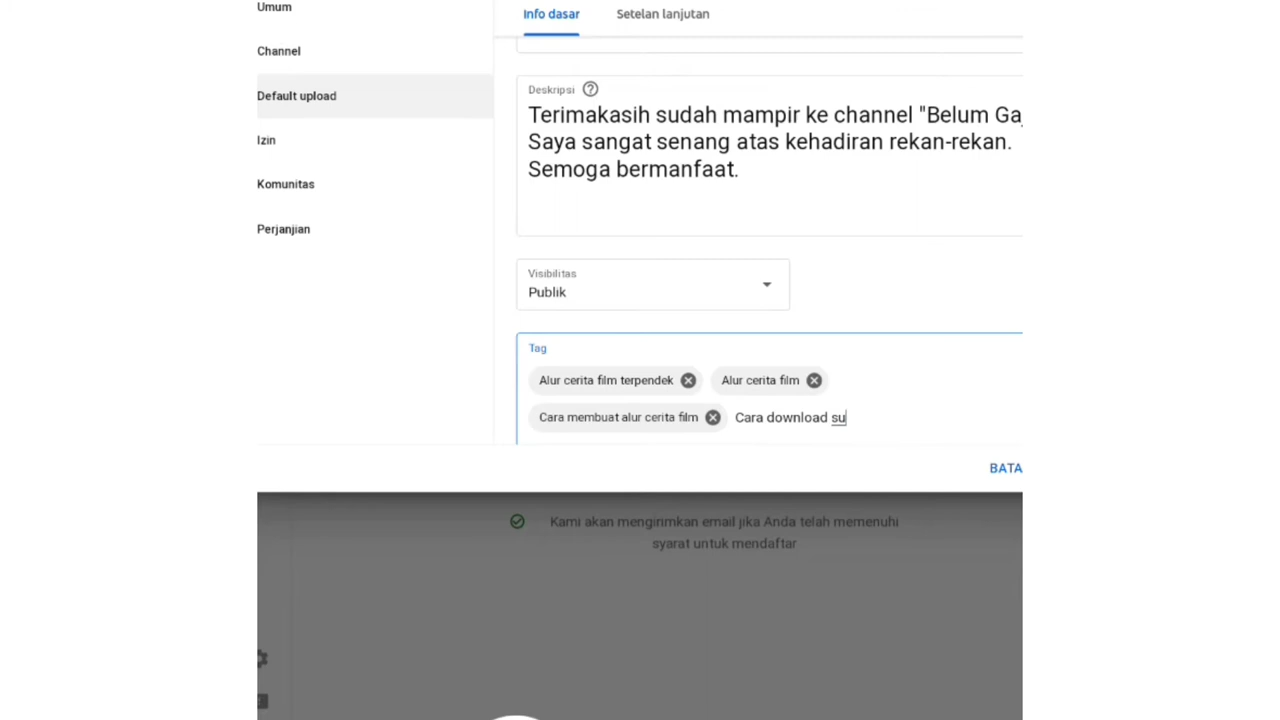 Umum
Channel
Default upload
Izin
Komunitas
Perjanjian
Info dasar
Setelan lanjutan
Deskripsi
Terimakasih sudah mampir ke channel "Belum
Saya sangat senang atas kehadiran rekan-rekan.
Semoga bermanfaat.
Visibilitas
Publik
Tag
Alur cerita film terpendek
Alur cerita film
Cara membuat alur cerita film
Cara download su
BATA
Kami akan mengirimkan email jika Anda telah memenuhi
syarat untuk mendaftar